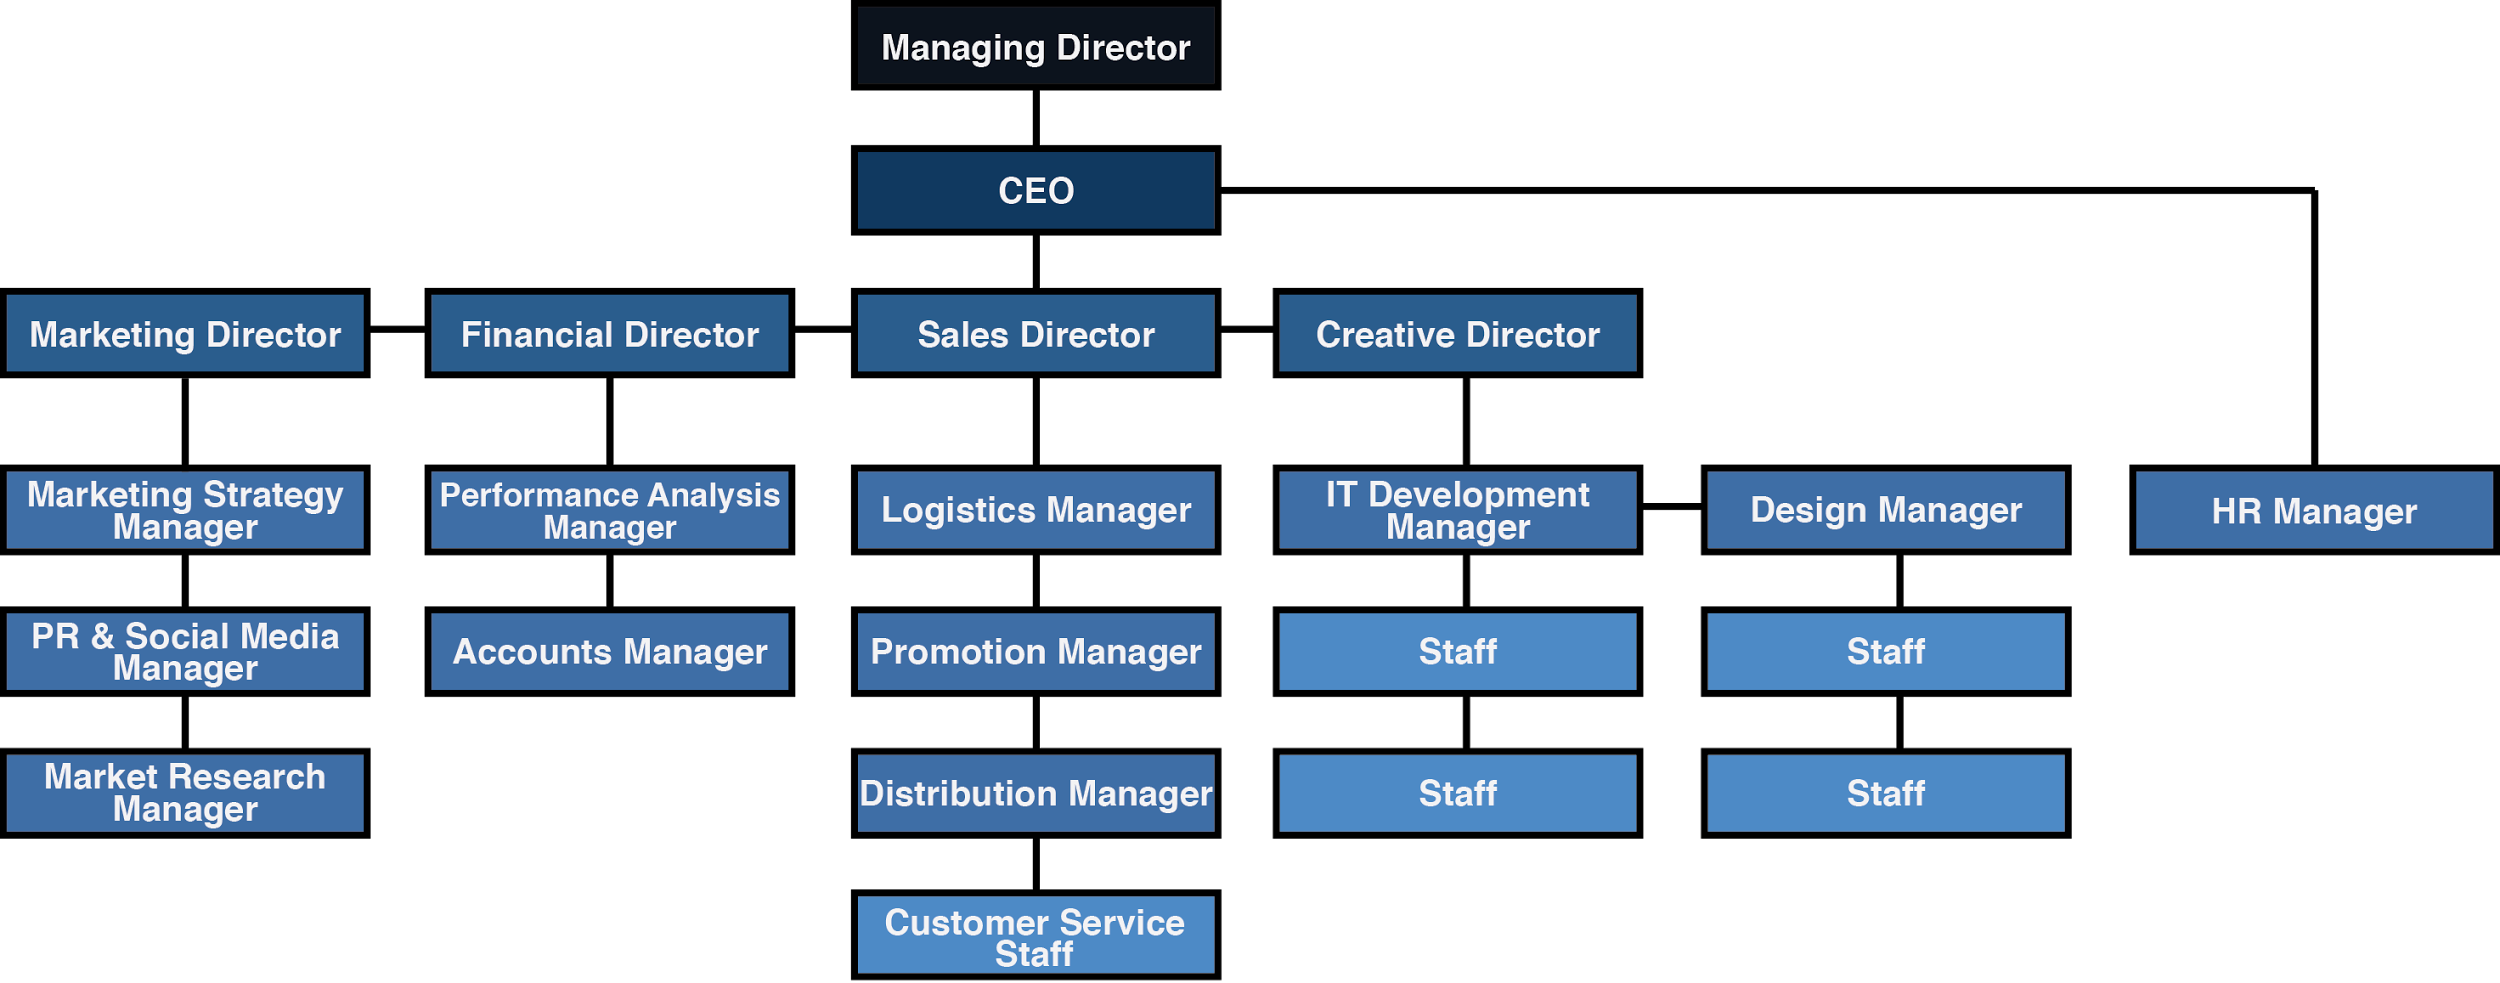 Managing Director
CEO
Marketing Director
Financial Director
Sales Director
Creative Director
Marketing Strategy
Manager
Performance Analysis
Manager
Logistics Manager
IT Development
Manager
Design Manager
HR Manager
PR & Social Media
Manager
Accounts Manager
Promotion Manager
Staff
Staff
Market Research
Manager
Distribution Manager
Staff
Staff
Customer Service
Staff